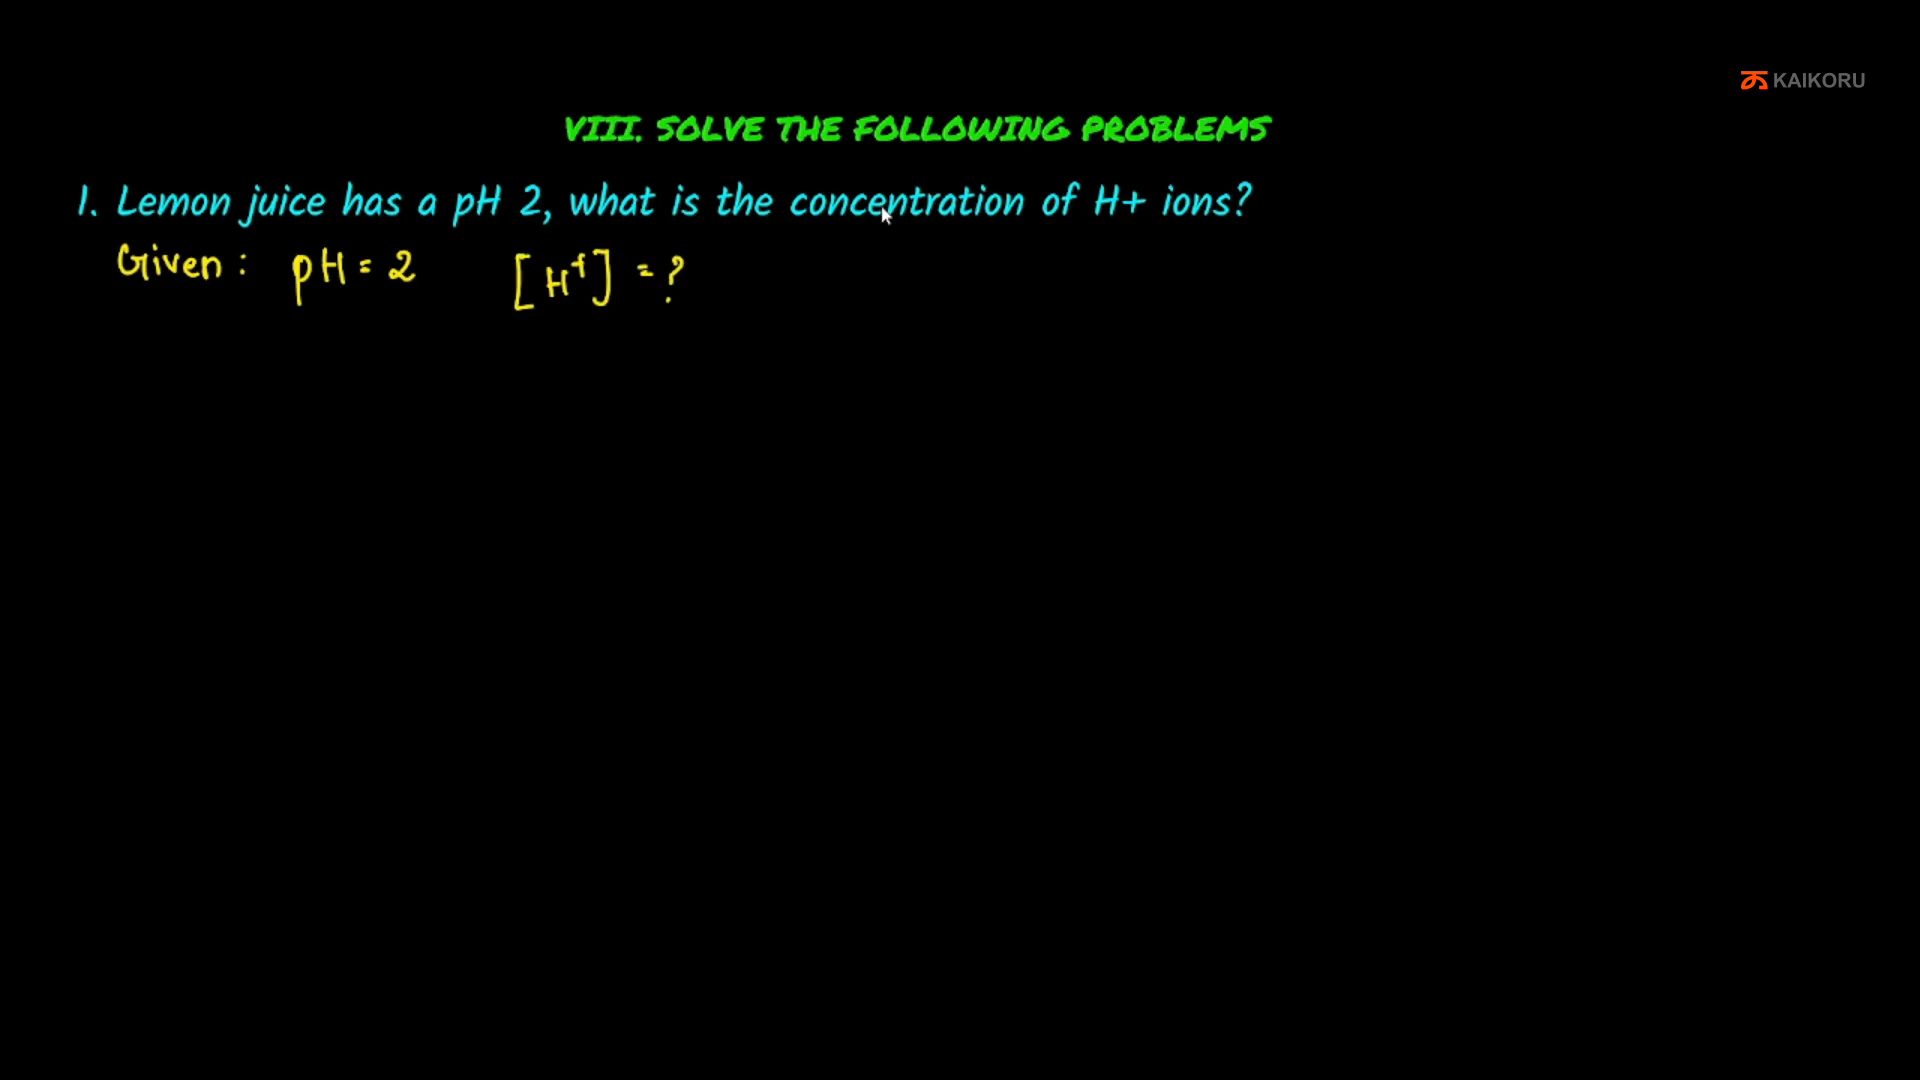 KAIKORU
VIII. SOLVE THE FOLLOWING PROBLEMS
1. Lemon juice has a pH 2, what is the concentration of H+ ions?
Given : pH = 2 [H⁺] = ?